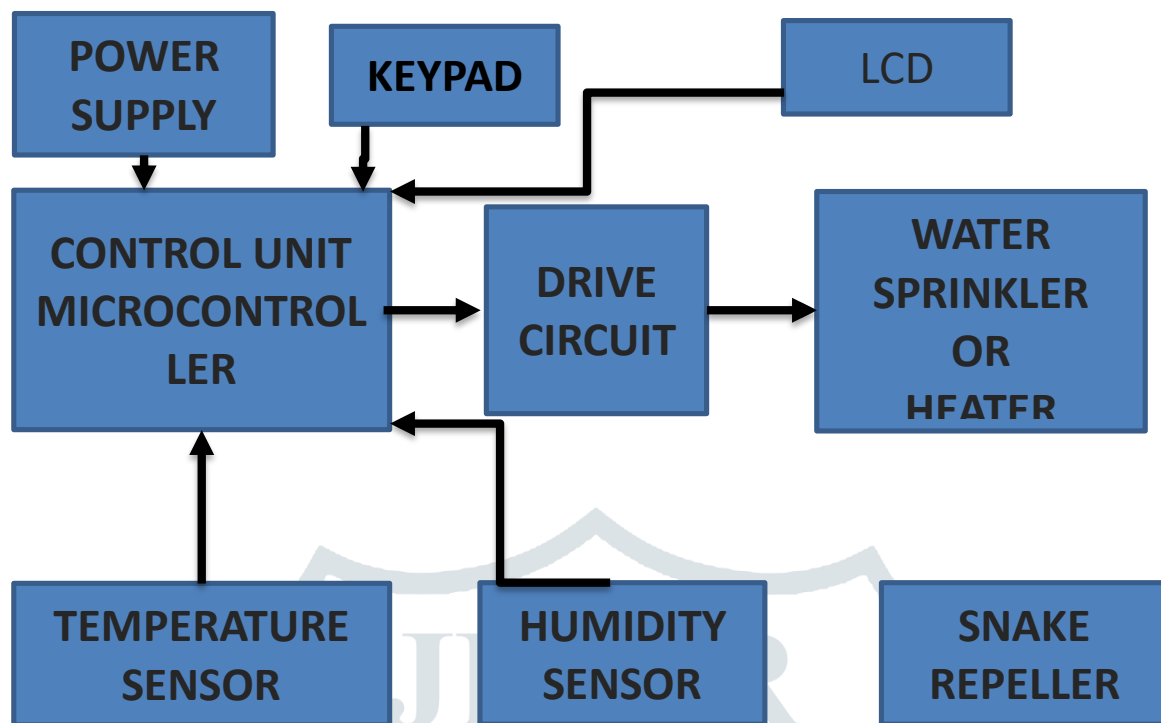 POWER
SUPPLY
KEYPAD
LCD
CONTROL UNIT
MICROCONTROL
LER
DRIVE
CIRCUIT
WATER
SPRINKLER
OR
HEATER
TEMPERATURE
SENSOR
HUMIDITY
SENSOR
SNAKE
REPELLER